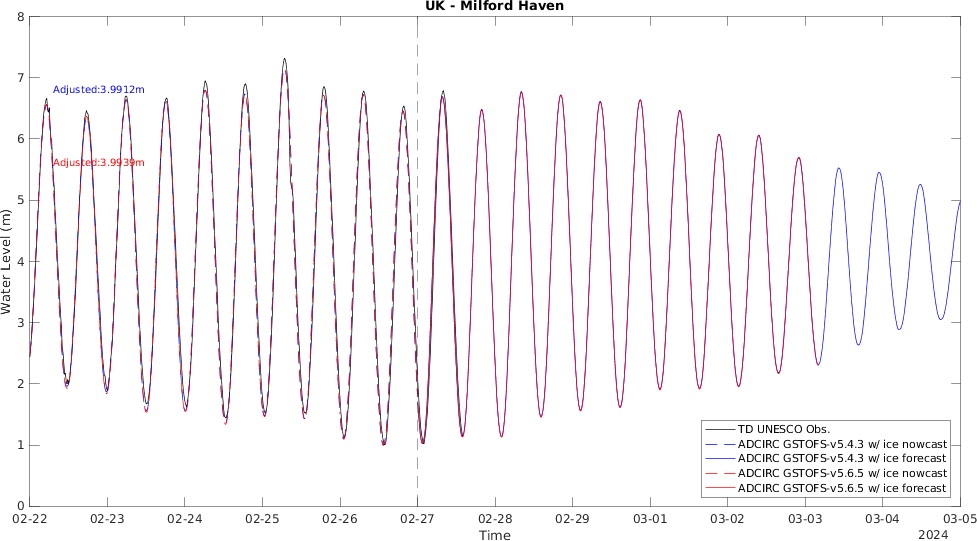 UK - Milford Haven
8
7
6
5
4
3
2
1
0
Water Level (m)
Adjusted:3.9912m
Adjusted:3.9939m
TD UNESCO Obs.
ADCIRC GSTOFS-v5.4.3 w/ ice nowcast
ADCIRC GSTOFS-v5.4.3 w/ ice forecast
ADCIRC GSTOFS-v5.6.5 w/ ice nowcast
ADCIRC GSTOFS-v5.6.5 w/ ice forecast
02-22 02-23 02-24 02-25 02-26 02-27 02-28 02-29 03-01 03-02 03-03 03-04 03-05
Time
2024